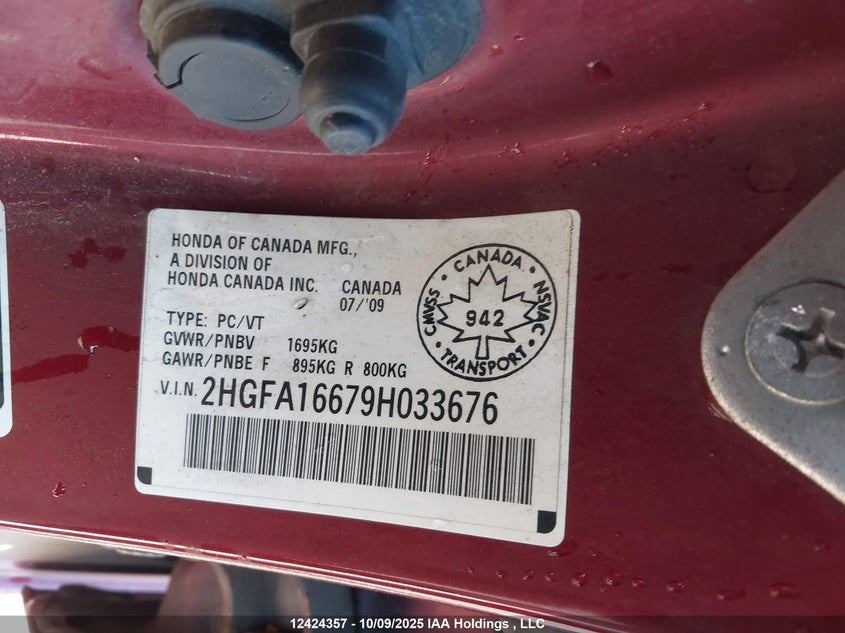 HONDA OF CANADA MFG.,
A DIVISION OF
HONDA CANADA INC. CANADA
07/'09
TYPE: PC/VT
GVWR/PNBV 1695KG
GAWR/PNBE F 895KG R 800KG
V.I.N. 2HGFA16679H033676
CANADA
CMVSS
942
NSVAC
TRANSPORT
12424357 - 10/09/2025 IAA Holdings , LLC